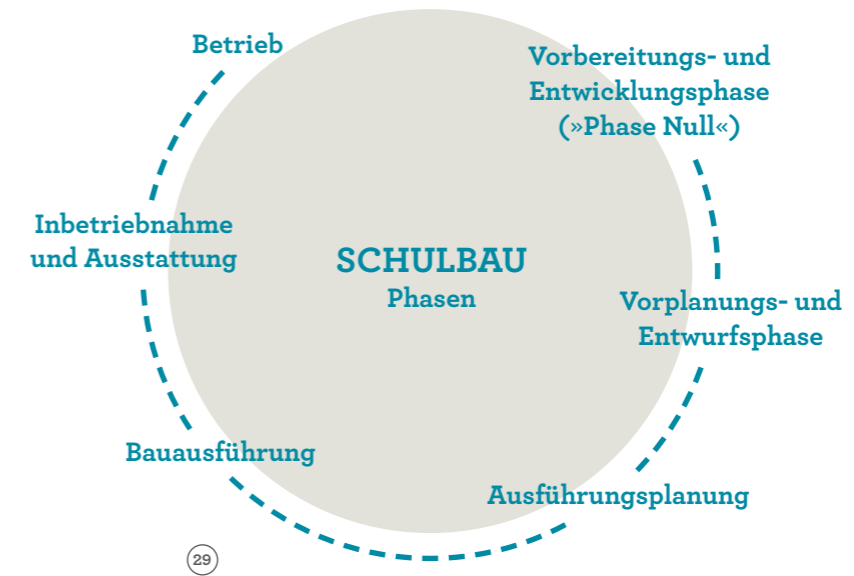 Betrieb
Vorbereitungs- und
Entwicklungsphase
(»Phase Null«)
Inbetriebnahme
und Ausstattung
SCHULBAU
Phasen
Vorplanungs- und
Entwurfsphase
Bauausführung
Ausführungsplanung
29